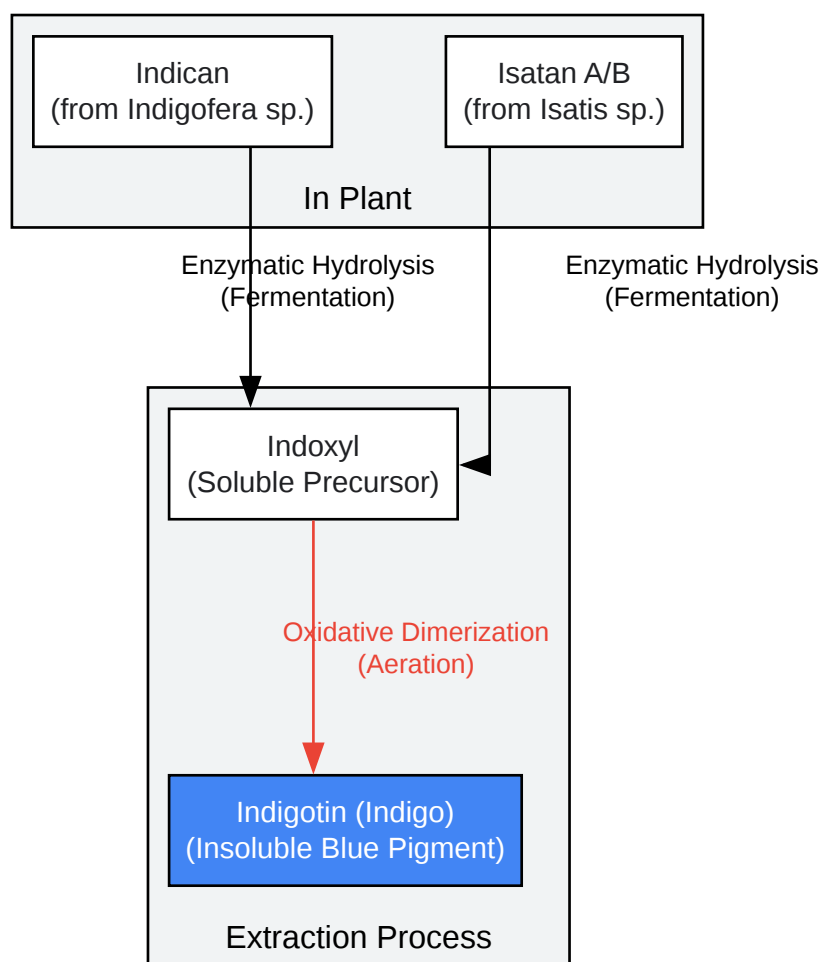 Indican
(from Indigofera sp.)
Isatan A/B
(from Isatis sp.)
In Plant
Enzymatic Hydrolysis
(Fermentation)
Enzymatic Hydrolysis
(Fermentation)
Indoxyl
(Soluble Precursor)
Oxidative Dimerization
(Aeration)
Indigotin (Indigo)
(Insoluble Blue Pigment)
Extraction Process